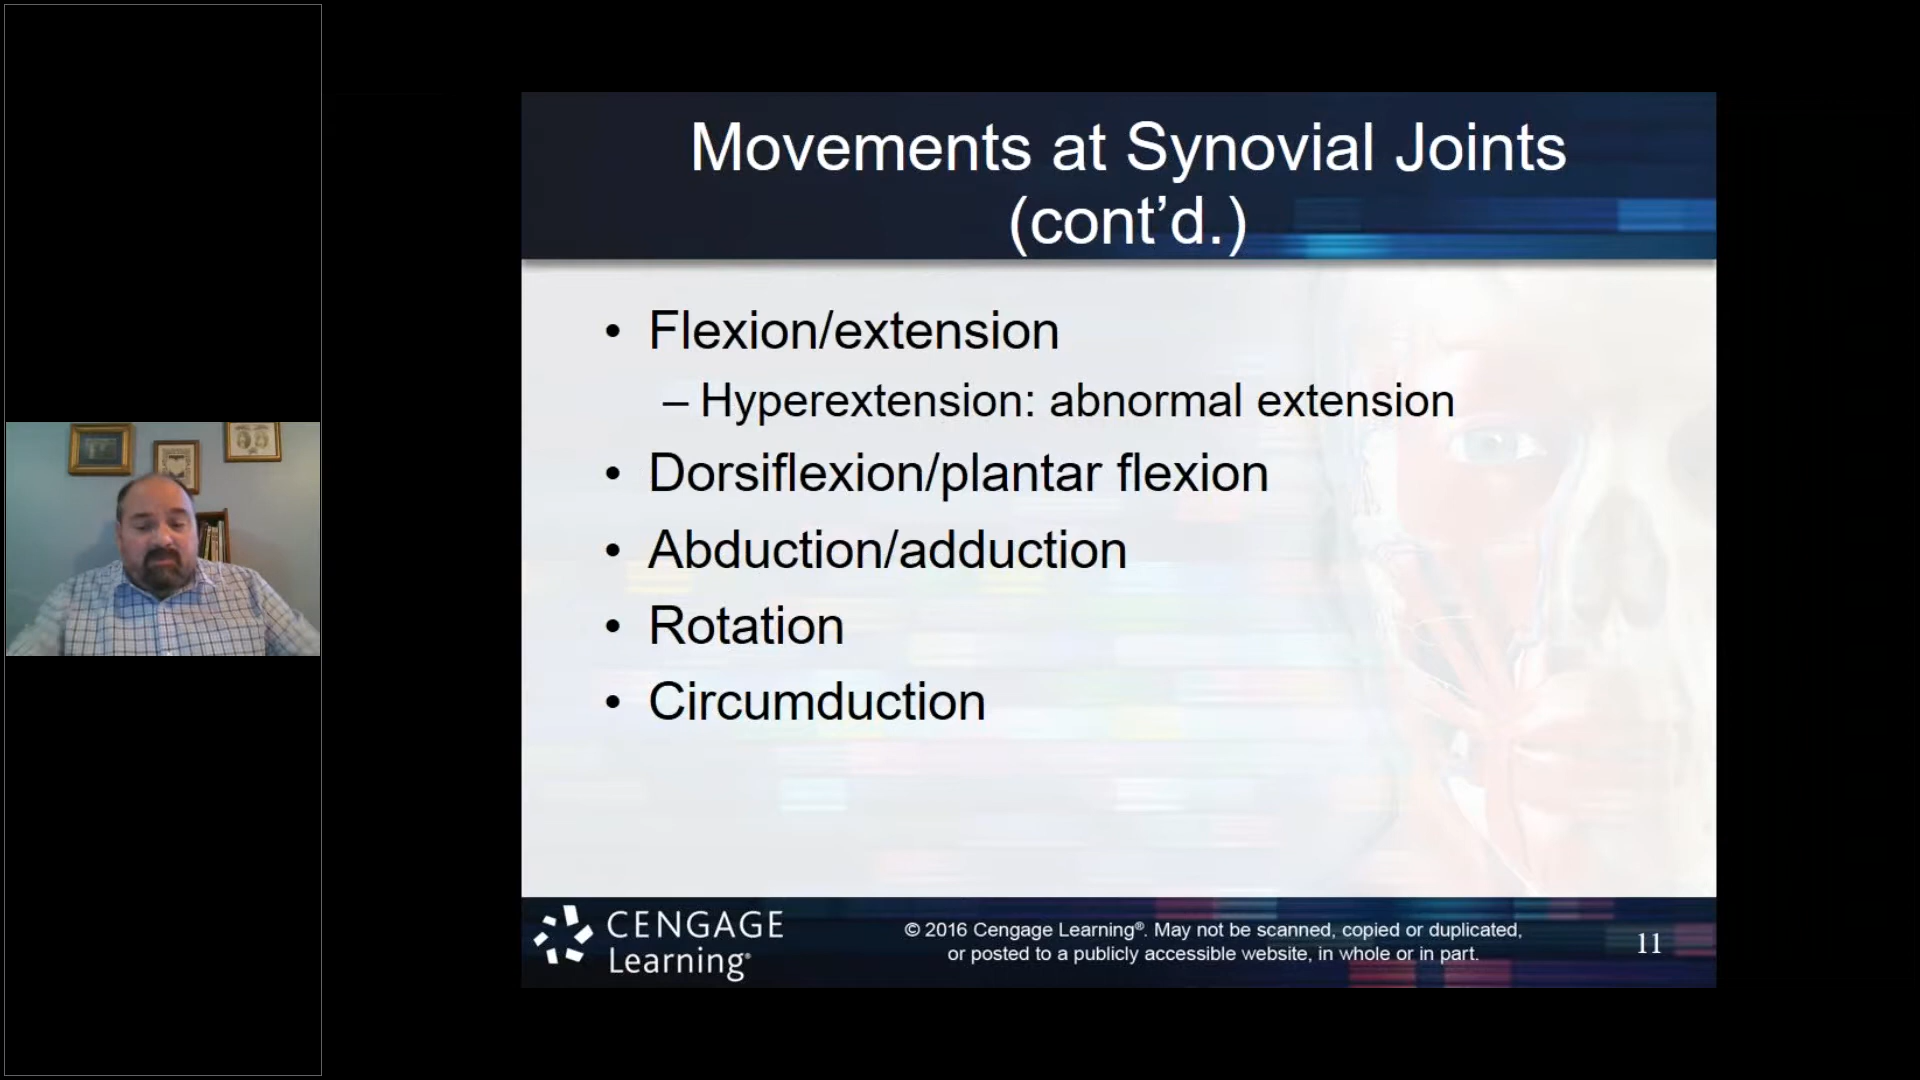 Movements at Synovial Joints
(cont’d.)
• Flexion/extension
– Hyperextension: abnormal extension
• Dorsiflexion/plantar flexion
• Abduction/adduction
• Rotation
• Circumduction
CENGAGE
Learning®
© 2016 Cengage Learning®. May not be scanned, copied or duplicated,
or posted to a publicly accessible website, in whole or in part.
11